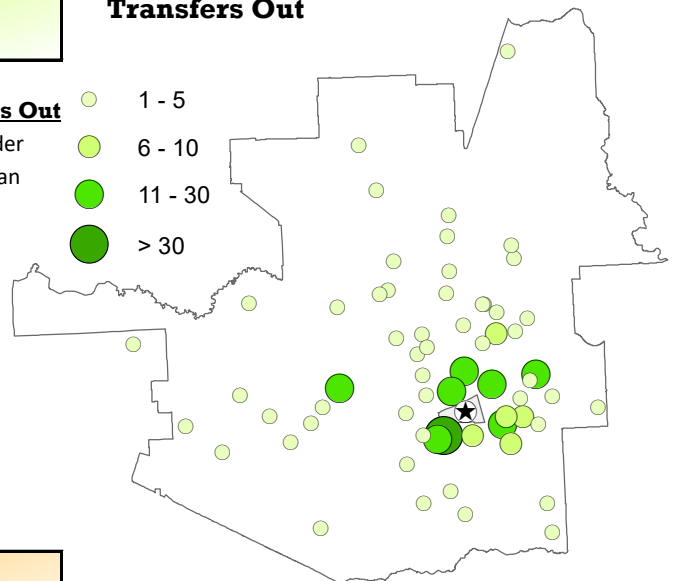 Transfers Out
s Out
der
an
1 - 5
6 - 10
11 - 30
> 30